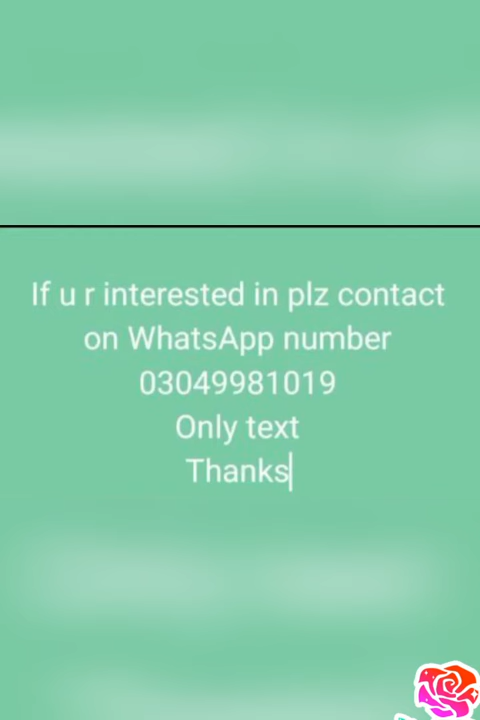 If u r interested in plz contact
on WhatsApp number
03049981019
Only text
Thanks